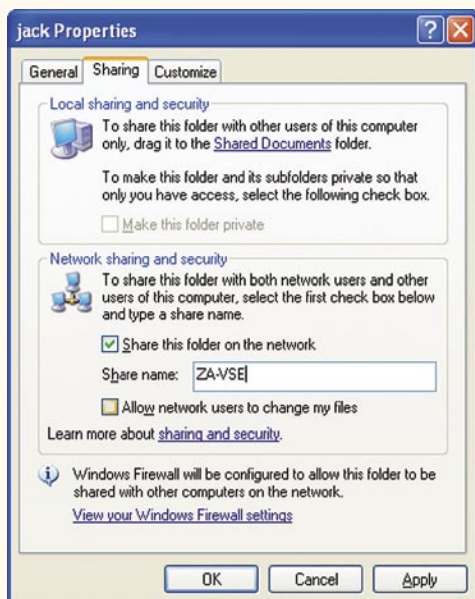 jack Properties
General Sharing Customize
Local sharing and security
To share this folder with other users of this computer
only, drag it to the Shared Documents folder.
To make this folder and its subfolders private so that
only you have access, select the following check box.
Make this folder private
Network sharing and security
To share this folder with both network users and other
users of this computer, select the first check box below
and type a share name.
Share this folder on the network
Share name: ZA-VSE
Allow network users to change my files
Learn more about sharing and security.
Windows Firewall will be configured to allow this folder to be
shared with other computers on the network.
View your Windows Firewall settings
OK Cancel Apply